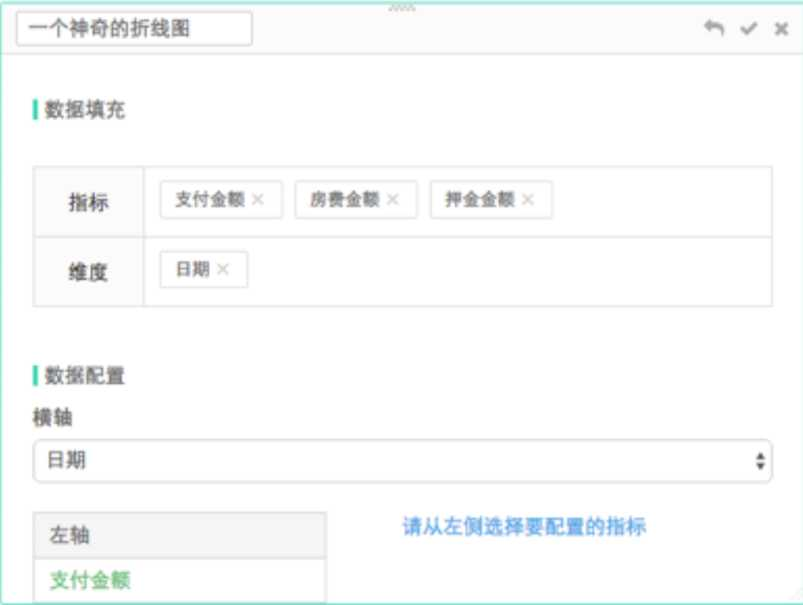 一个神奇的折线图
数据填充
指标 支付金额 × 房费金额 × 押金金额 ×
维度 日期 ×
数据配置
横轴
日期
左轴 请从左侧选择要配置的指标
支付金额